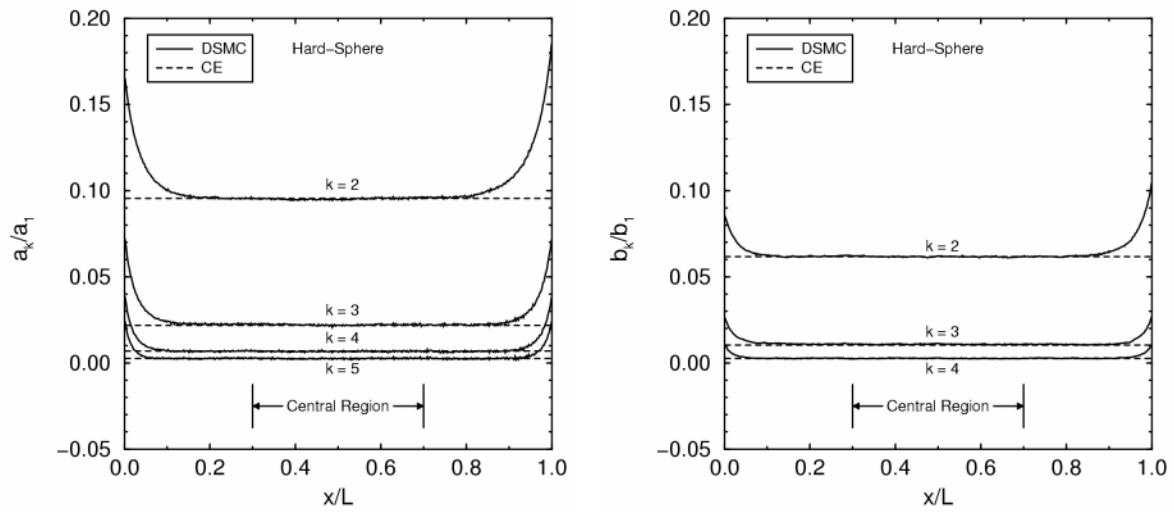 0.20
0.15
0.10
0.05
0.00
−0.05
a_k/a_1
DSMC
CE
Hard−Sphere
k = 2
k = 3
k = 4
k = 5
Central Region
0.0
0.2
0.4
0.6
0.8
1.0
x/L
0.20
0.15
0.10
0.05
0.00
−0.05
b_k/b_1
DSMC
CE
Hard−Sphere
k = 2
k = 3
k = 4
Central Region
0.0
0.2
0.4
0.6
0.8
1.0
x/L